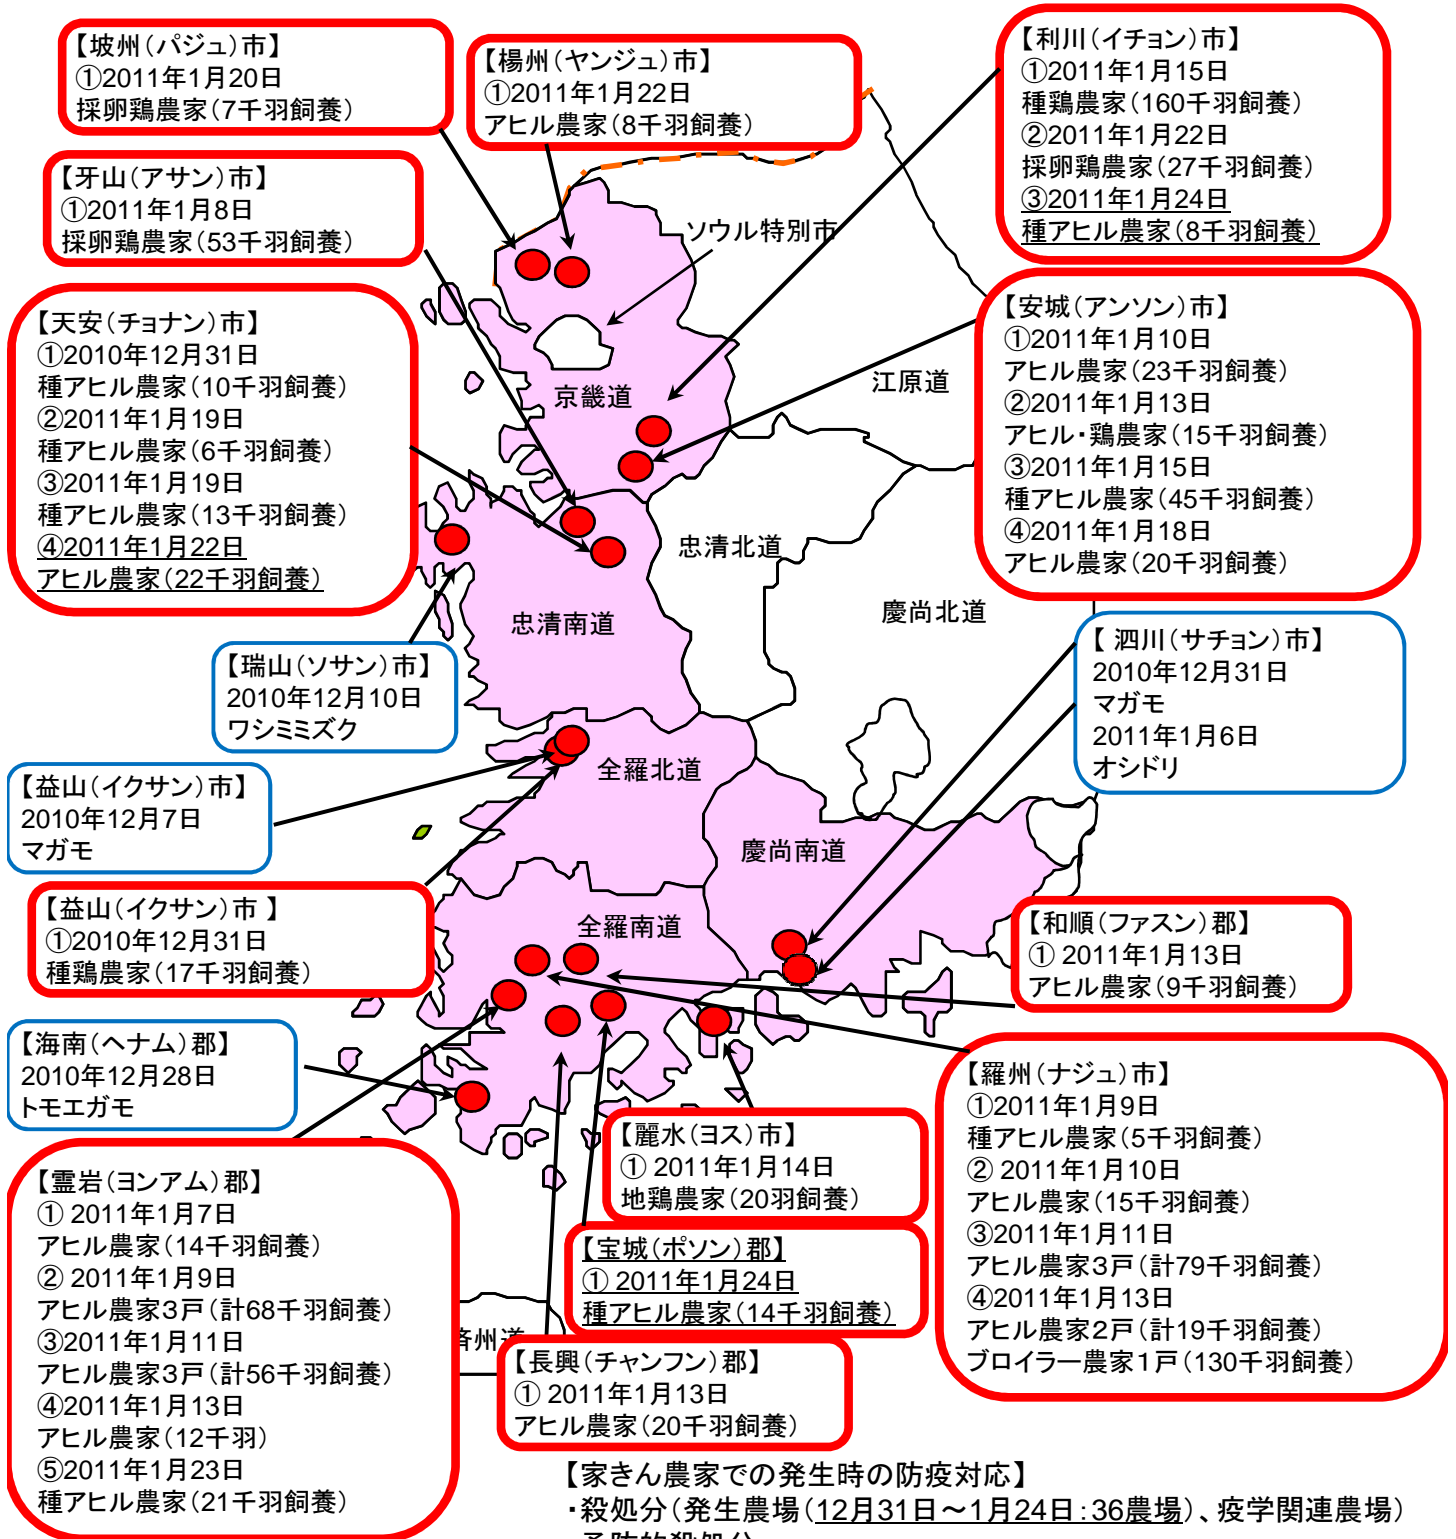 【坡州（パジュ）市】
①2011年1月20日
採卵鶏農家（7千羽飼養）
【楊州（ヤンジュ）市】
①2011年1月22日
アヒル農家（8千羽飼養）
【利川（イチョン）市】
①2011年1月15日
種鶏農家（160千羽飼養）
②2011年1月22日
採卵鶏農家（27千羽飼養）
③2011年1月24日
種アヒル農家（8千羽飼養）
【牙山（アサン）市】
①2011年1月8日
採卵鶏農家（53千羽飼養）
ソウル特別市
【天安（チョナン）市】
①2010年12月31日
種アヒル農家（10千羽飼養）
②2011年1月19日
種アヒル農家（6千羽飼養）
③2011年1月19日
種アヒル農家（13千羽飼養）
④2011年1月22日
アヒル農家（22千羽飼養）
【安城（アンソン）市】
①2011年1月10日
アヒル農家（23千羽飼養）
②2011年1月13日
アヒル・鶏農家（15千羽飼養）
③2011年1月15日
種アヒル農家（45千羽飼養）
④2011年1月18日
アヒル農家（20千羽飼養）
京畿道
江原道
忠清北道
忠清南道
慶尚北道
【瑞山（ソサン）市】
2010年12月10日
ワシミミズク
【 泗川（サチョン）市】
2010年12月31日
マガモ
2011年1月6日
オシドリ
全羅北道
【益山（イクサン）市】
2010年12月7日
マガモ
慶尚南道
【益山（イクサン）市 】
①2010年12月31日
種鶏農家（17千羽飼養）
全羅南道
【和順（ファスン）郡】
① 2011年1月13日
アヒル農家（9千羽飼養）
【海南（ヘナム）郡】
2010年12月28日
トモエガモ
【羅州（ナジュ）市】
①2011年1月9日
種アヒル農家（5千羽飼養）
② 2011年1月10日
アヒル農家（15千羽飼養）
③2011年1月11日
アヒル農家3戸（計79千羽飼養）
④2011年1月13日
アヒル農家2戸（計19千羽飼養）
ブロイラー農家1戸（130千羽飼養）
【麗水（ヨス）市】
① 2011年1月14日
地鶏農家（20羽飼養）
【霊岩（ヨンアム）郡】
① 2011年1月7日
アヒル農家（14千羽飼養）
② 2011年1月9日
アヒル農家3戸（計68千羽飼養）
③2011年1月11日
アヒル農家3戸（計56千羽飼養）
④2011年1月13日
アヒル農家（12千羽）
⑤2011年1月23日
種アヒル農家（21千羽飼養）
【宝城（ポソン）郡】
① 2011年1月24日
種アヒル農家（14千羽飼養）
済州道
【長興（チャンフン）郡】
① 2011年1月13日
アヒル農家（20千羽飼養）
【家きん農家での発生時の防疫対応】
・殺処分（発生農場（12月31日～1月24日：36農場）、疫学関連農場）